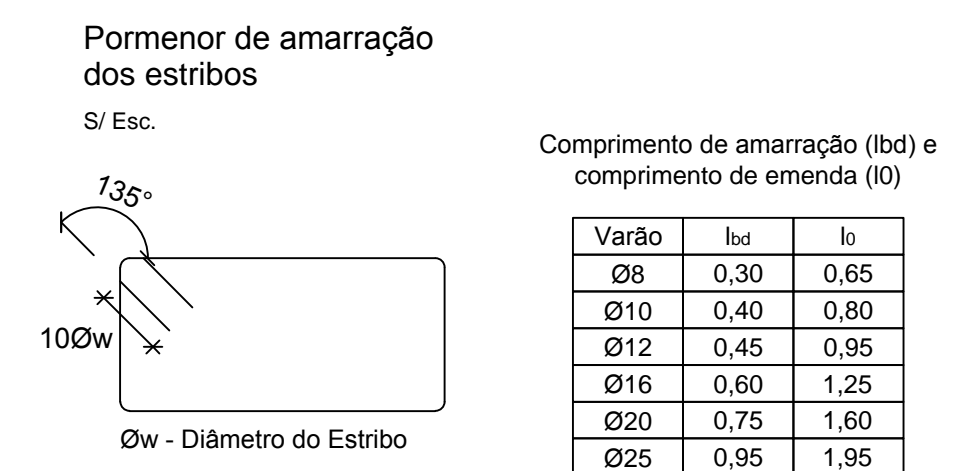 Pormenor de amarração
dos estribos
S/ Esc.
135°
10Øw
Øw - Diâmetro do Estribo
Comprimento de amarração (lbd) e
comprimento de emenda (l0)
Varão lbd l0
Ø8 0,30 0,65
Ø10 0,40 0,80
Ø12 0,45 0,95
Ø16 0,60 1,25
Ø20 0,75 1,60
Ø25 0,95 1,95